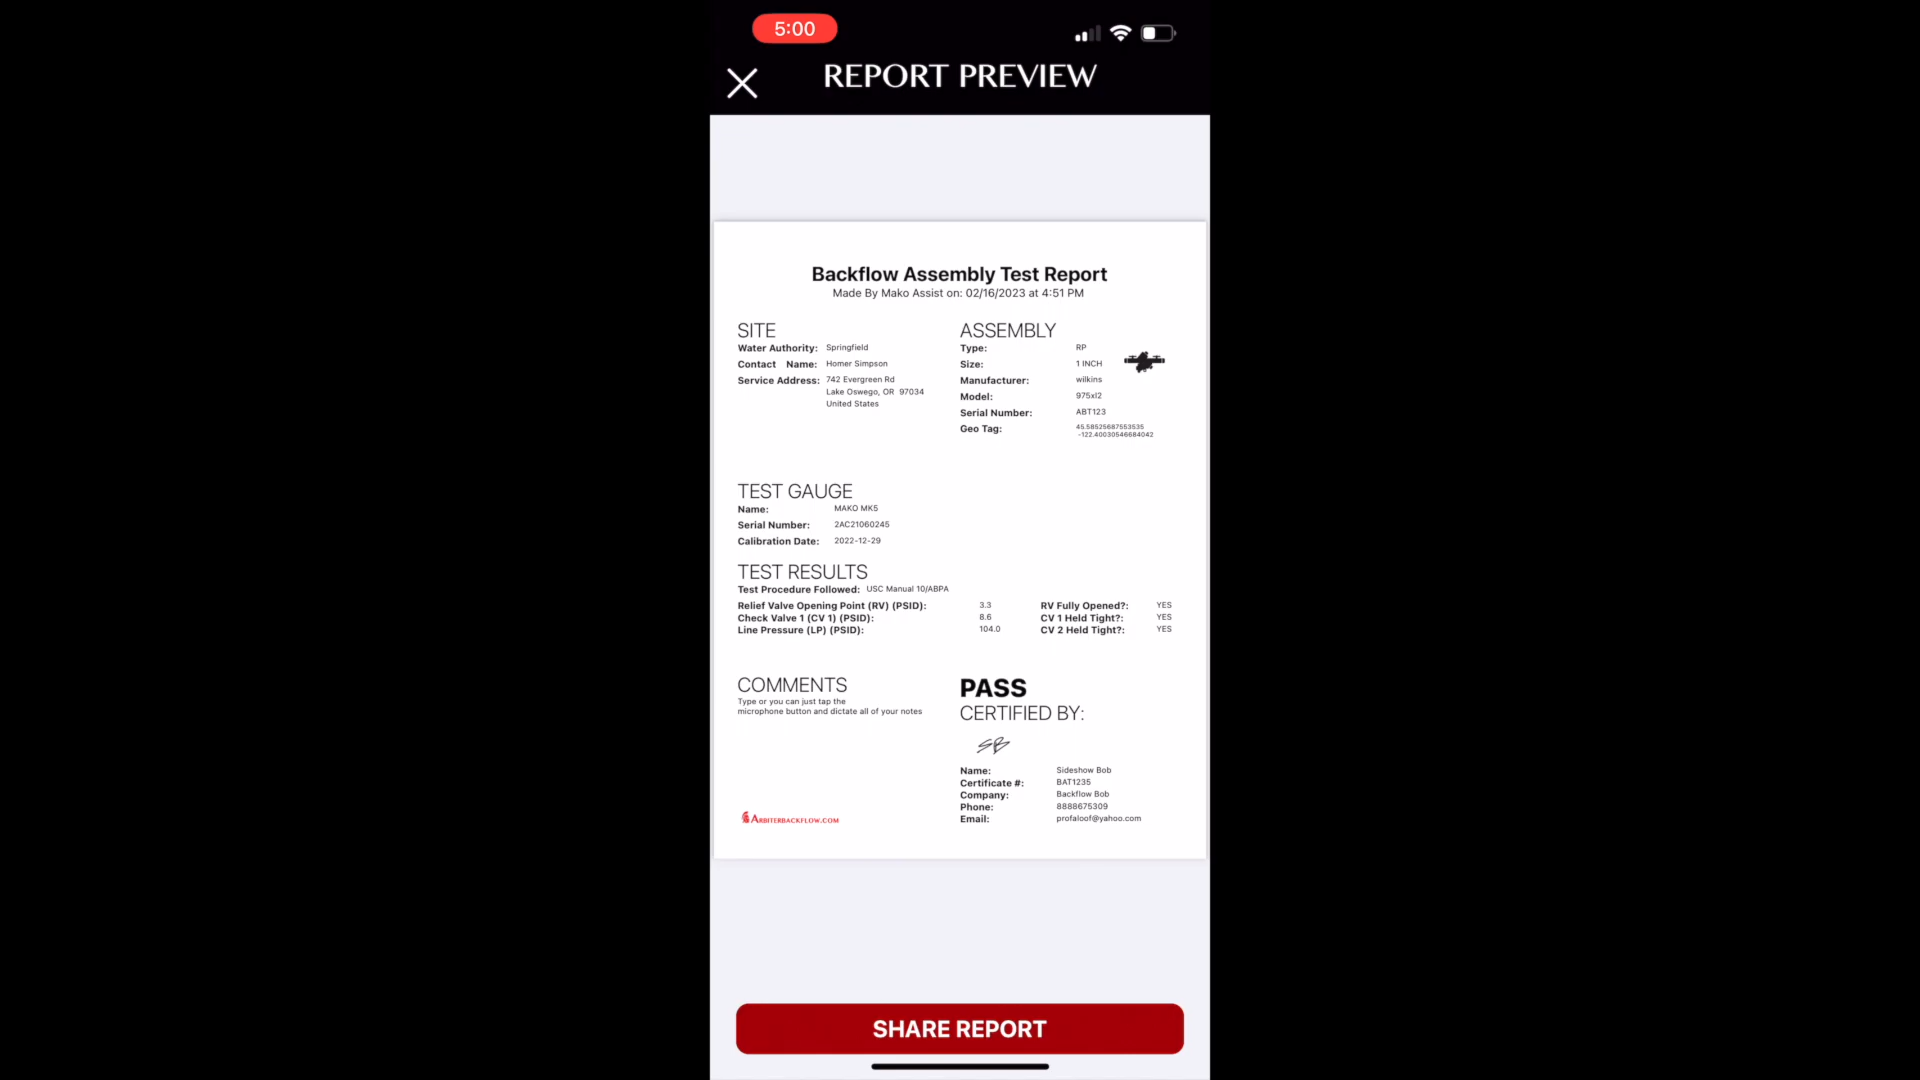 5:00
REPORT PREVIEW
Backflow Assembly Test Report
Made By Mako Assist on: 02/16/2023 at 4:51 PM
SITE
Water Authority: Springfield
Contact Name: Homer Simpson
Service Address: 742 Evergreen Rd
Lake Oswego, OR 97034
United States
ASSEMBLY
Type: RP
Size: 1 INCH
Manufacturer: wilkins
Model: 975xl2
Serial Number: ABT123
Geo Tag: 45.58525687553535
-122.40030546684042
TEST GAUGE
Name: MAKO MK5
Serial Number: 2AC21060245
Calibration Date: 2022-12-29
TEST RESULTS
Test Procedure Followed: USC Manual 10/ABPA
Relief Valve Opening Point (RV) (PSID): 3.3 RV Fully Opened?: YES
Check Valve 1 (CV 1) (PSID): 8.6 CV 1 Held Tight?: YES
Line Pressure (LP) (PSID): 104.0 CV 2 Held Tight?: YES
COMMENTS
Type or you can just tap the
microphone button and dictate all of your notes
PASS
CERTIFIED BY:
SB
Name: Sideshow Bob
Certificate #: BAT1235
Company: Backflow Bob
Phone: 8888675309
Email: profaloof@yahoo.com
ARBITERBACKFLOW.COM
SHARE REPORT